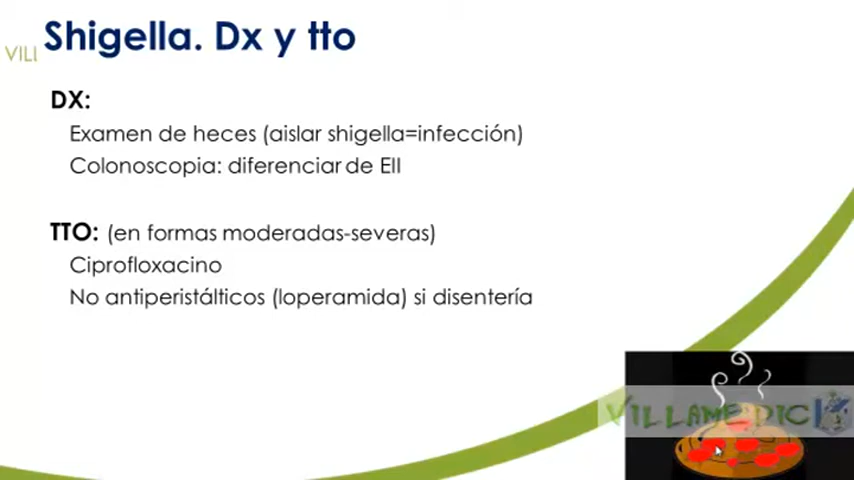 Shigella. Dx y tto
VILL
DX:
Examen de heces (aislar shigella=infección)
Colonoscopia: diferenciar de EII
TTO: (en formas moderadas-severas)
Ciprofloxacino
No antiperistálticos (loperamida) si disentería
VILLAMEDIC